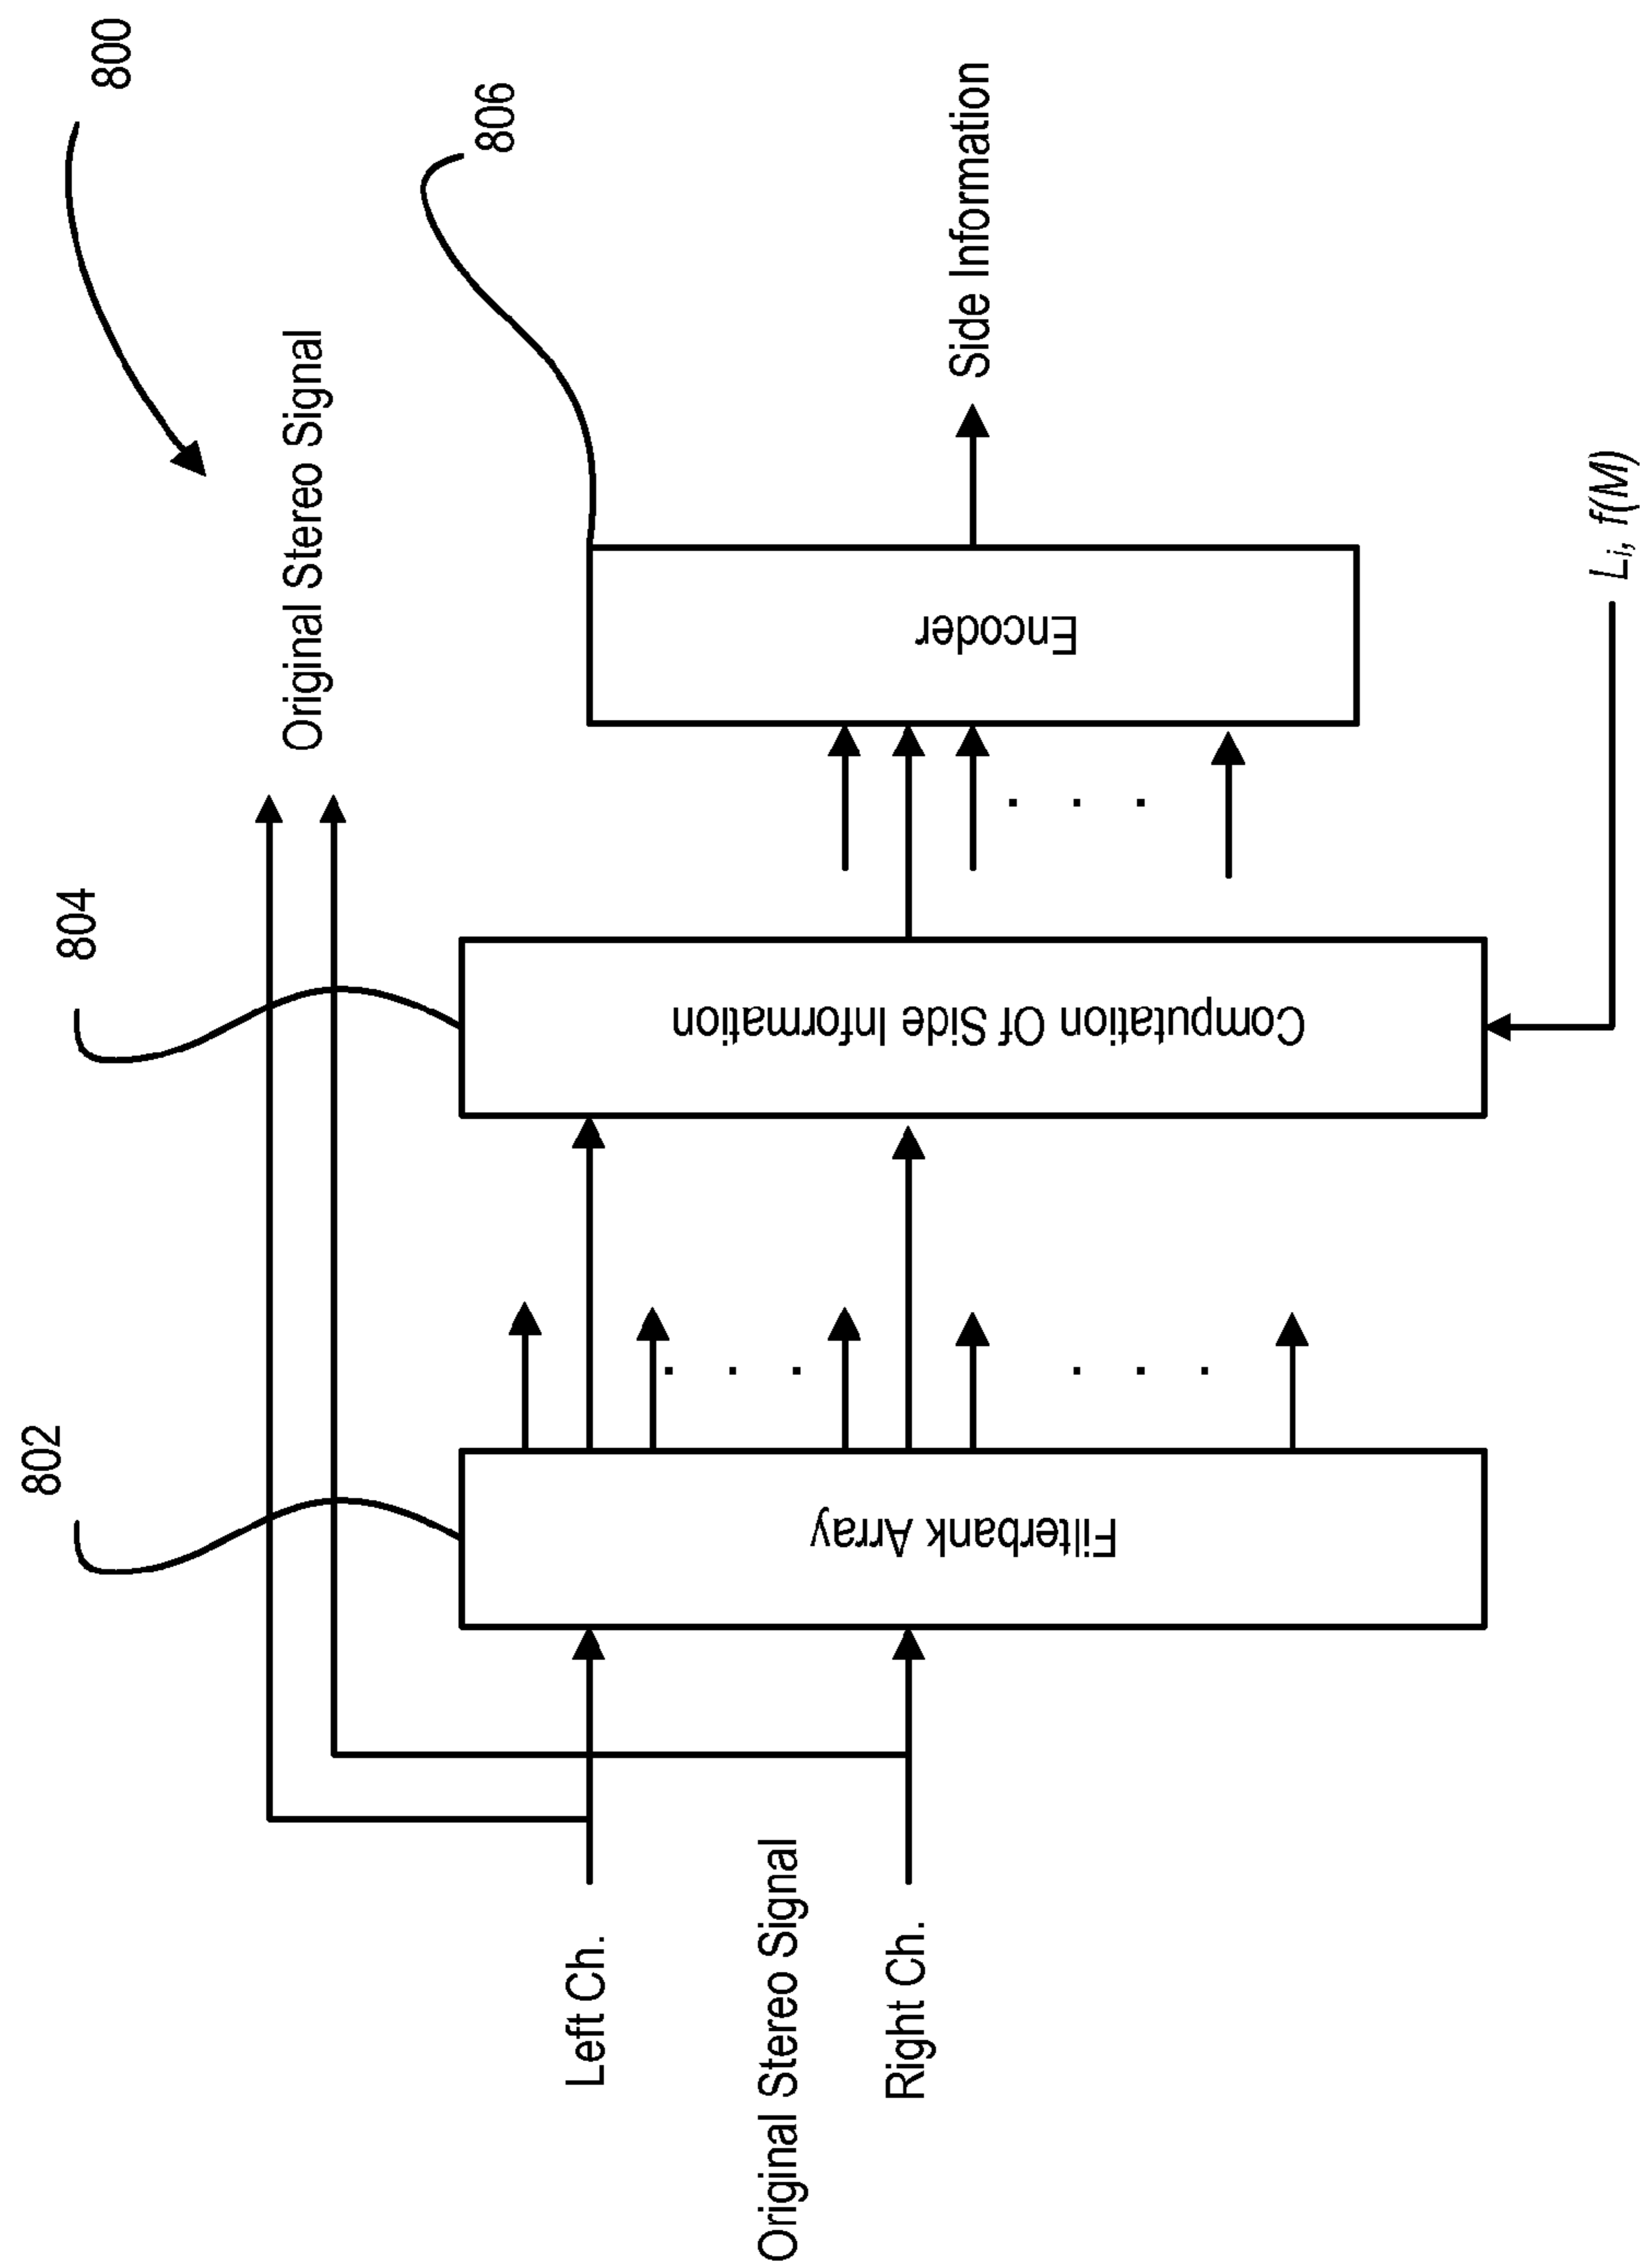 800
Original Stereo Signal
802
804
806
Left Ch.
Original Stereo Signal
Right Ch.
Filterbank Array
Computation Of Side Information
Encoder
Side Information
Li, f(M)